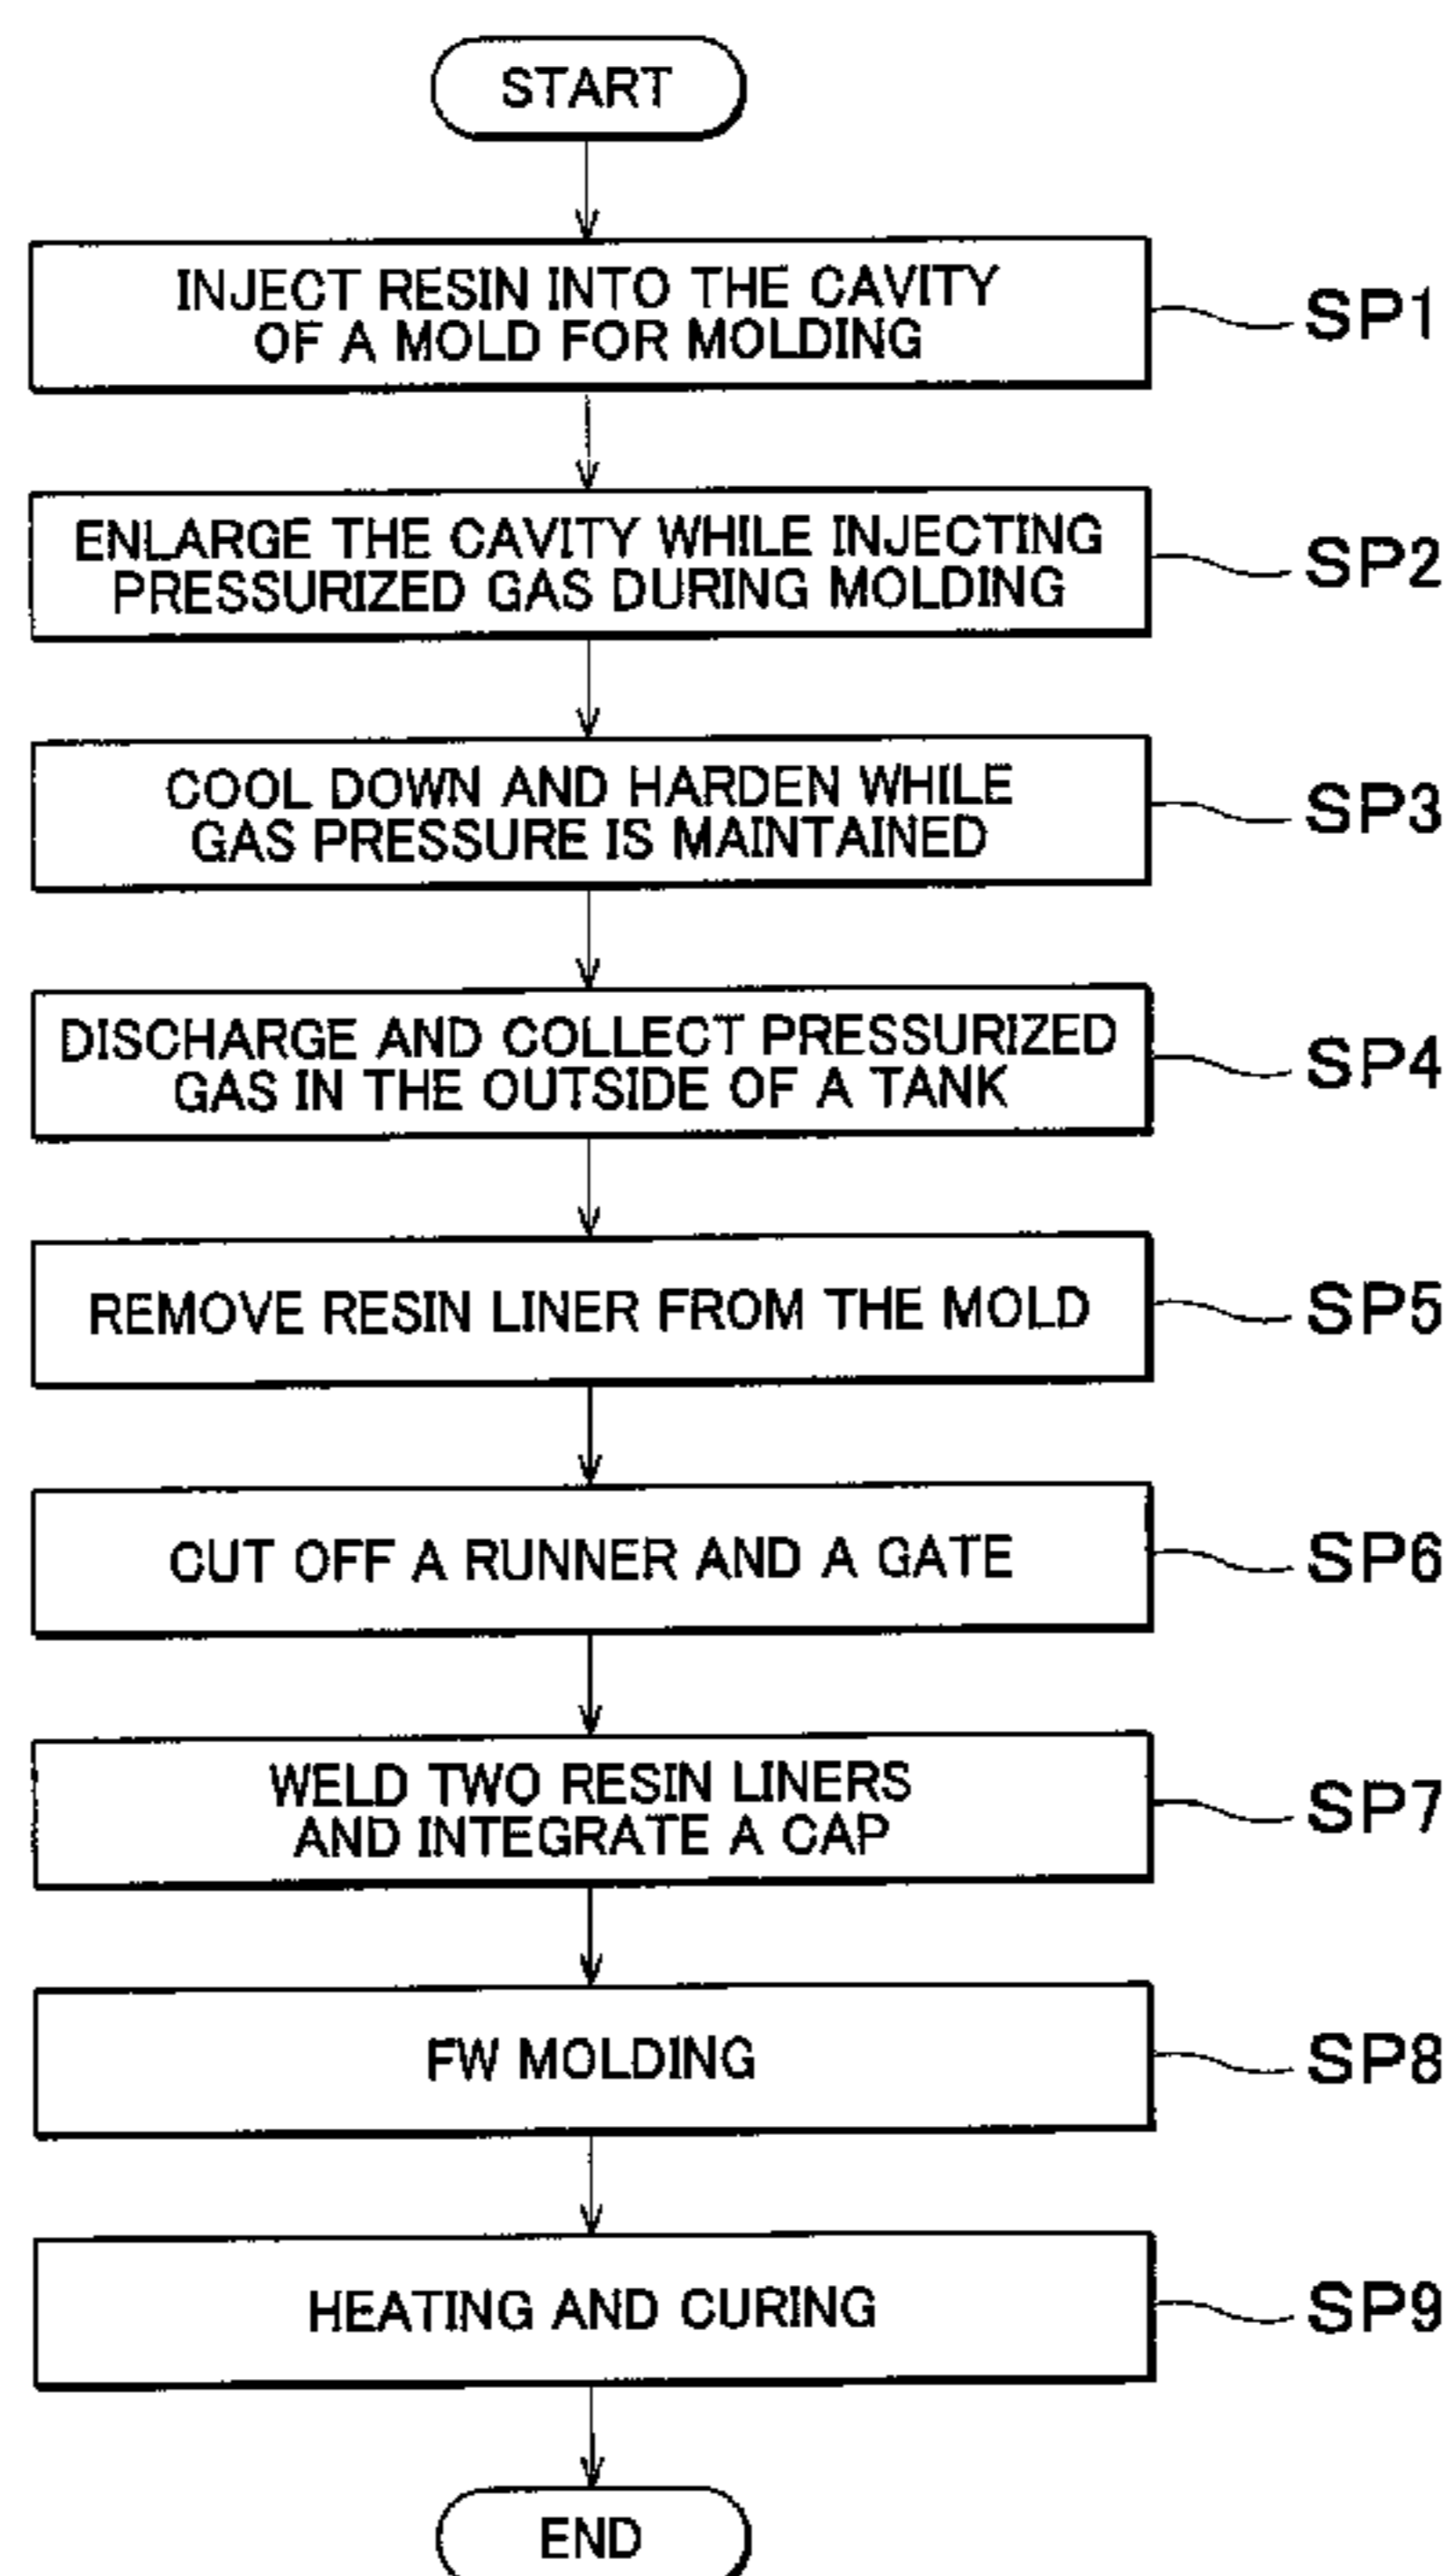 START
INJECT RESIN INTO THE CAVITY
OF A MOLD FOR MOLDING
SP1
ENLARGE THE CAVITY WHILE INJECTING
PRESSURIZED GAS DURING MOLDING
SP2
COOL DOWN AND HARDEN WHILE
GAS PRESSURE IS MAINTAINED
SP3
DISCHARGE AND COLLECT PRESSURIZED
GAS IN THE OUTSIDE OF A TANK
SP4
REMOVE RESIN LINER FROM THE MOLD
SP5
CUT OFF A RUNNER AND A GATE
SP6
WELD TWO RESIN LINERS
AND INTEGRATE A CAP
SP7
FW MOLDING
SP8
HEATING AND CURING
SP9
END